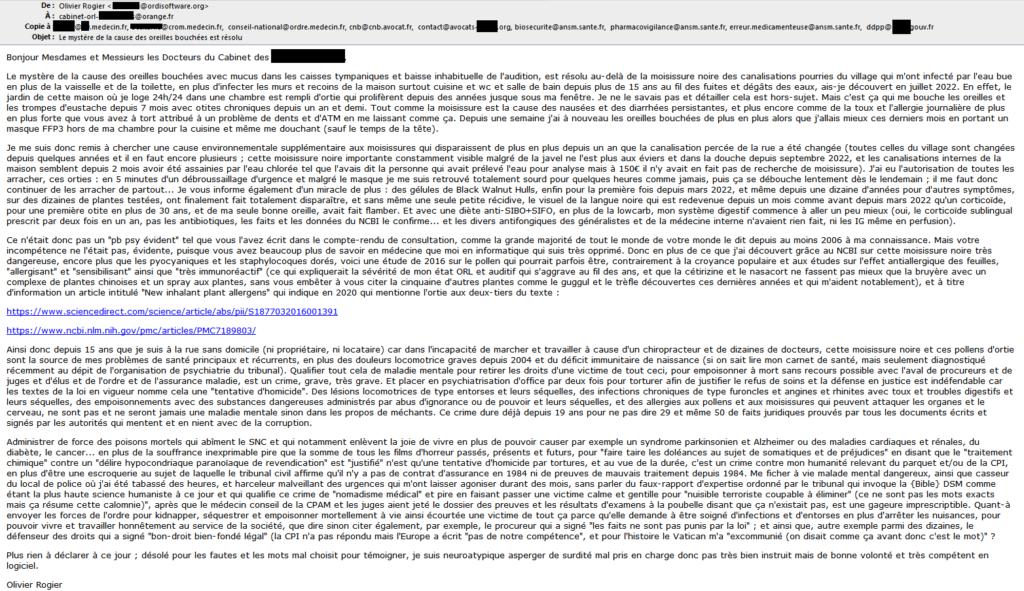 De : Olivier Rogier < @ordisoftware.org>
À : cabinet-orl- @orange.fr
Copie à @ .medecin.fr, @crom.medecin.fr, conseil-national@ordre.medecin.fr, cnb@cnb.avocat.fr, contact@avocats- .org, biosecurite@ansm.sante.fr, pharmacovigilance@ansm.sante.fr, erreur.medicamenteuse@ansm.sante.fr, ddpp@ gouv.fr
Objet : Le mystère de la cause des oreilles bouchées est résolu
Bonjour Mesdames et Messieurs les Docteurs du Cabinet des
Le mystère de la cause des oreilles bouchées avec mucus dans les caisses tympaniques et baisse inhabituelle de l'audition, est résolu au-delà de la moisissure noire des canalisations pourries du village qui m'ont infecté par l'eau bue
en plus de la vaisselle et de la toilette, en plus d'infecter les murs et recoins de la maison surtout cuisine et wc et salle de bain depuis plus de 15 ans au fil des fuites et dégâts des eaux, ais-je découvert en juillet 2022. En effet, le
jardin de cette maison où je loge 24h/24 dans une chambre est rempli d'ortie qui prolifèrent depuis des années jusque sous ma fenêtre. Je ne le savais pas et détailler cela est hors-sujet. Mais c'est ça qui me bouche les oreilles et
les trompes d'eustache depuis 7 mois avec otites chroniques depuis un an et demi. Tout comme la moisissure est la cause des nausées et des diarrhées persistantes, et plus encore comme de la toux et l'allergie journalière de plus
en plus forte que vous avez à tort attribué à un problème de dents et d'ATM en me laissant comme ça. Depuis une semaine j'ai à nouveau les oreilles bouchées de plus en plus alors que j'allais mieux ces derniers mois en portant un
masque FFP3 hors de ma chambre pour la cuisine et même me douchant (sauf le temps de la tête).
Je me suis donc remis à chercher une cause environnementale supplémentaire aux moisissures qui disparaissent de plus en plus depuis un an que la canalisation percée de la rue a été changée (toutes celles du village sont changées
depuis quelques années et il en faut encore plusieurs ; cette moisissure noire importante constamment visible malgré de la javel ne l'est plus aux éviers et dans la douche depuis septembre 2022, et les canalisations internes de la
maison semblent depuis 2 mois avoir été assainies par l'eau chlorée tel que l'avais dit la personne qui avait prélevé l'eau pour analyse mais à 150€ il n'y avait en fait pas de recherche de moisissure). J'ai eu l'autorisation de toutes les
arracher, ces orties : en 5 minutes d'un débroussaillage d'urgence et malgré le masque je me suis retrouvé totalement sourd pour quelques heures comme jamais, puis ça se débouche lentement dès le lendemain ; il me faut donc
continuer de les arracher de partout... Je vous informe également d'un miracle de plus : des gélules de Black Walnut Hulls, enfin pour la première fois depuis mars 2022, et même depuis une dizaine d'années pour d'autres symptômes,
sur des dizaines de plantes testées, ont finalement fait totalement disparaître, et sans même une seule petite récidive, le visuel de la langue noire qui est redevenue depuis un mois comme avant depuis mars 2022 qu'un corticoïde,
pour une première otite en plus de 30 ans, et de ma seule bonne oreille, avait fait flamber. Et avec une diète anti-SIBO+SIFO, en plus de la lowcarb, mon système digestif commence à aller un peu mieux (oui, le corticoïde sublingual
prescrit par deux fois en un an, pas les antibiotiques, les faits et les données du NCBI le confirme... et les divers antifongiques des généralistes et de la médecine interne n'avaient rien fait, ni les IG même en perfusion).
Ce n'était donc pas un "pb psy évident" tel que vous l'avez écrit dans le compte-rendu de consultation, comme la grande majorité de tout le monde de votre monde le dit depuis au moins 2006 à ma connaissance. Mais votre
incompétence ne l'était pas, évidente, puisque vous avez beaucoup plus de savoir en médecine que moi en informatique qui suis très opprimé. Donc en plus de ce que j'ai découvert grâce au NCBI sur cette moisissure noire très
dangereuse, encore plus que les pyocyaniques et les staphylocoques dorés, voici une étude de 2016 sur le pollen qui pourrait parfois être, contrairement à la croyance populaire et aux études sur l'effet antiallergique des feuilles,
"allergisant" et "sensibilisant" ainsi que "très immunoréactif" (ce qui expliquerait la sévérité de mon état ORL et auditif qui s'aggrave au fil des ans, et que la cétirizine et le nasacort ne fassent pas mieux que la bruyère avec un
complexe de plantes chinoises et un spray aux plantes, sans vous embêter à vous citer la cinquaine d'autres plantes comme le guggul et le trèfle découvertes ces dernières années et qui m'aident notablement), et à titre
d'information un article intitulé "New inhalant plant allergens" qui indique en 2020 qui mentionne l'ortie aux deux-tiers du texte :
https://www.sciencedirect.com/science/article/abs/pii/S1877032016001391
https://www.ncbi.nlm.nih.gov/pmc/articles/PMC7189803/
Ainsi donc depuis 15 ans que je suis à la rue sans domicile (ni propriétaire, ni locataire) car dans l'incapacité de marcher et travailler à cause d'un chiropracteur et de dizaines de docteurs, cette moisissure noire et ces pollens d'ortie
sont la source de mes problèmes de santé principaux et récurrents, en plus des douleurs locomotrice graves depuis 2004 et du déficit immunitaire de naissance (si on sait lire mon carnet de santé, mais seulement diagnostiqué
récemment au dépit de l'organisation de psychiatrie du tribunal). Qualifier tout cela de maladie mentale pour retirer les droits d'une victime de tout ceci, pour empoisonner à mort sans recours possible avec l'aval de procureurs et de
juges et d'élus et de l'ordre et de l'assurance maladie, est un crime, grave, très grave. Et placer en psychiatrisation d'office par deux fois pour torturer afin de justifier le refus de soins et la défense en justice est indéfendable car
les textes de la loi en vigueur nomme cela une "tentative d'homicide". Des lésions locomotrices de type entorses et leurs séquelles, des infections chroniques de type furoncles et angines et rhinites avec toux et troubles digestifs et
leurs séquelles, des empoisonnements avec des substances dangereuses administrés par abus d'ignorance ou de pouvoir et leurs séquelles, et des allergies aux pollens et aux moisissures qui peuvent attaquer les organes et le
cerveau, ne sont pas et ne seront jamais une maladie mentale sinon dans les propos de méchants. Ce crime dure déjà depuis 19 ans pour ne pas dire 29 et même 50 de faits juridiques prouvés par tous les documents écrits et
signés par les autorités qui mentent et en nient avec de la corruption.
Administrer de force des poisons mortels qui abîment le SNC et qui notamment enlèvent la joie de vivre en plus de pouvoir causer par exemple un syndrome parkinsonien et Alzheimer ou des maladies cardiaques et rénales, du
diabète, le cancer... en plus de la souffrance inexprimable pire que la somme de tous les films d'horreur passés, présents et futurs, pour "faire taire les doléances au sujet de somatiques et de préjudices" en disant que le "traitement
chimique" contre un "délire hypocondriaque paranoïaque de revendication" est "justifié" n'est qu'une tentative d'homicide par tortures, et au vue de la durée, c'est un crime contre mon humanité relevant du parquet et/ou de la CPI,
en plus d'être une escroquerie au sujet de laquelle le tribunal civil affirme qu'il n'y a pas de contrat d'assurance en 1984 ni de preuves de mauvais traitement depuis 1984. Me ficher à vie malade mental dangereux, ainsi que casseur
du local de police où j'ai été tabassé des heures, et harceleur malveillant des urgences qui m'ont laisser agoniser durant des mois, sans parler du faux-rapport d'expertise ordonné par le tribunal qui invoque la {Bible} DSM comme
étant la plus haute science humaniste à ce jour et qui qualifie ce crime de "nomadisme médical" et pire en faisant passer une victime calme et gentille pour "nuisible terroriste coupable à éliminer" (ce ne sont pas les mots exacts
mais ça résume cette calomnie)", après que le médecin conseil de la CPAM et les juges aient jeté le dossier des preuves et les résultats d'examens à la poubelle disant que ça n'existait pas, est une gageure imprescriptible. Quant-à
envoyer les forces de l'ordre pour kidnapper, séquestrer et empoisonner mortellement à vie ainsi écourtée une victime de tout ça parce qu'elle demande à être soigné d'infections et d'entorses en plus d'arrêter les nuisances, pour
pouvoir vivre et travailler honnêtement au service de la société, que dire sinon citer également, par exemple, le procureur qui a signé "les faits ne sont pas punis par la loi" ; et ainsi que, autre exemple parmi des dizaines, le
défenseur des droits qui a signé "bon-droit bien-fondé légal" (la CPI n'a pas répondu mais l'Europe a écrit "pas de notre compétence", et pour l'histoire le Vatican m'a "excommunié (on disait comme ça avant donc c'est le mot)" ?
Plus rien à déclarer à ce jour ; désolé pour les fautes et les mots mal choisit pour témoigner, je suis neuroatypique asperger de surdité mal pris en charge donc pas très bien instruit mais de bonne volonté et très compétent en
logiciel.
Olivier Rogier